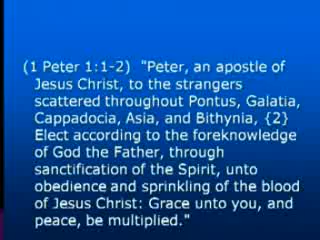 (1 Peter 1:1-2) "Peter, an apostle of
Jesus Christ, to the strangers
scattered throughout Pontus, Galatia,
Cappadocia, Asia, and Bithynia, {2}
Elect according to the foreknowledge
of God the Father, through
sanctification of the Spirit, unto
obedience and sprinkling of the blood
of Jesus Christ: Grace unto you, and
peace, be multiplied."